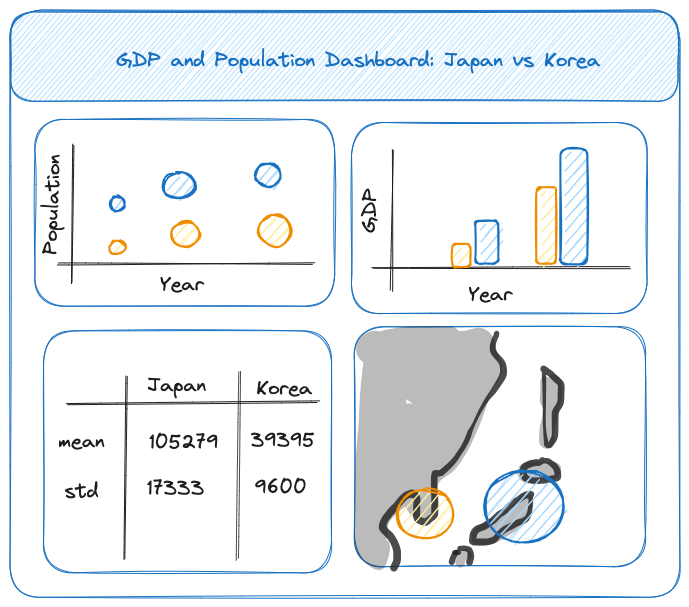 GDP and Population Dashboard: Japan vs Korea
Population
Year
GDP
Year
Japan Korea
mean 105279 39395
std 17333 9600